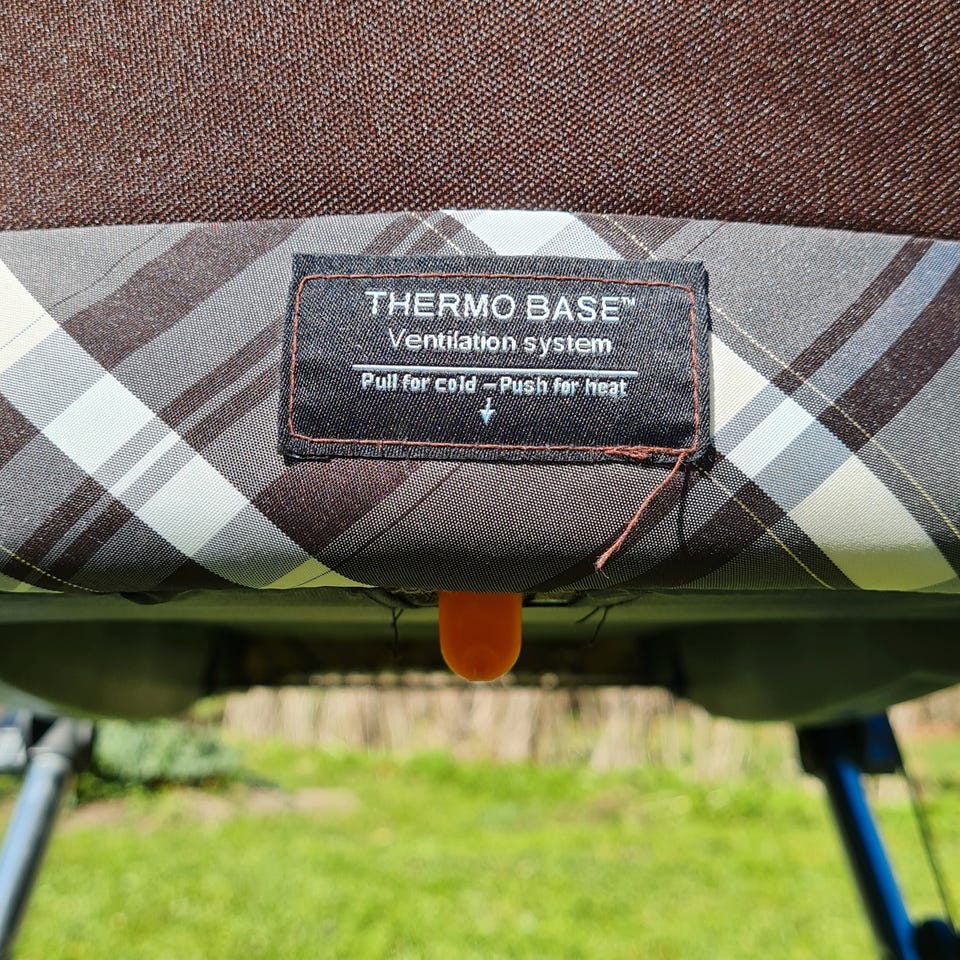 THERMO BASE™
Ventilation system
Pull for cold - Push for heat